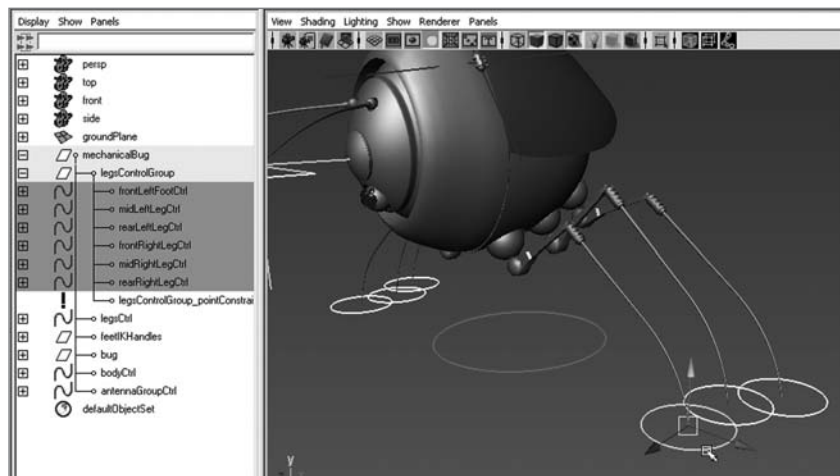 Display Show Panels
View Shading Lighting Show Renderer Panels
persp
top
front
side
groundPlane
mechanicalBug
legsControlGroup
frontLeftFootCtrl
midLeftLegCtrl
rearLeftLegCtrl
frontRightLegCtrl
midRightLegCtrl
rearRightLegCtrl
legsControlGroup_pointConstrai
legsCtrl
feetIKHandles
bug
bodyCtrl
antennaGroupCtrl
defaultObjectSet
y